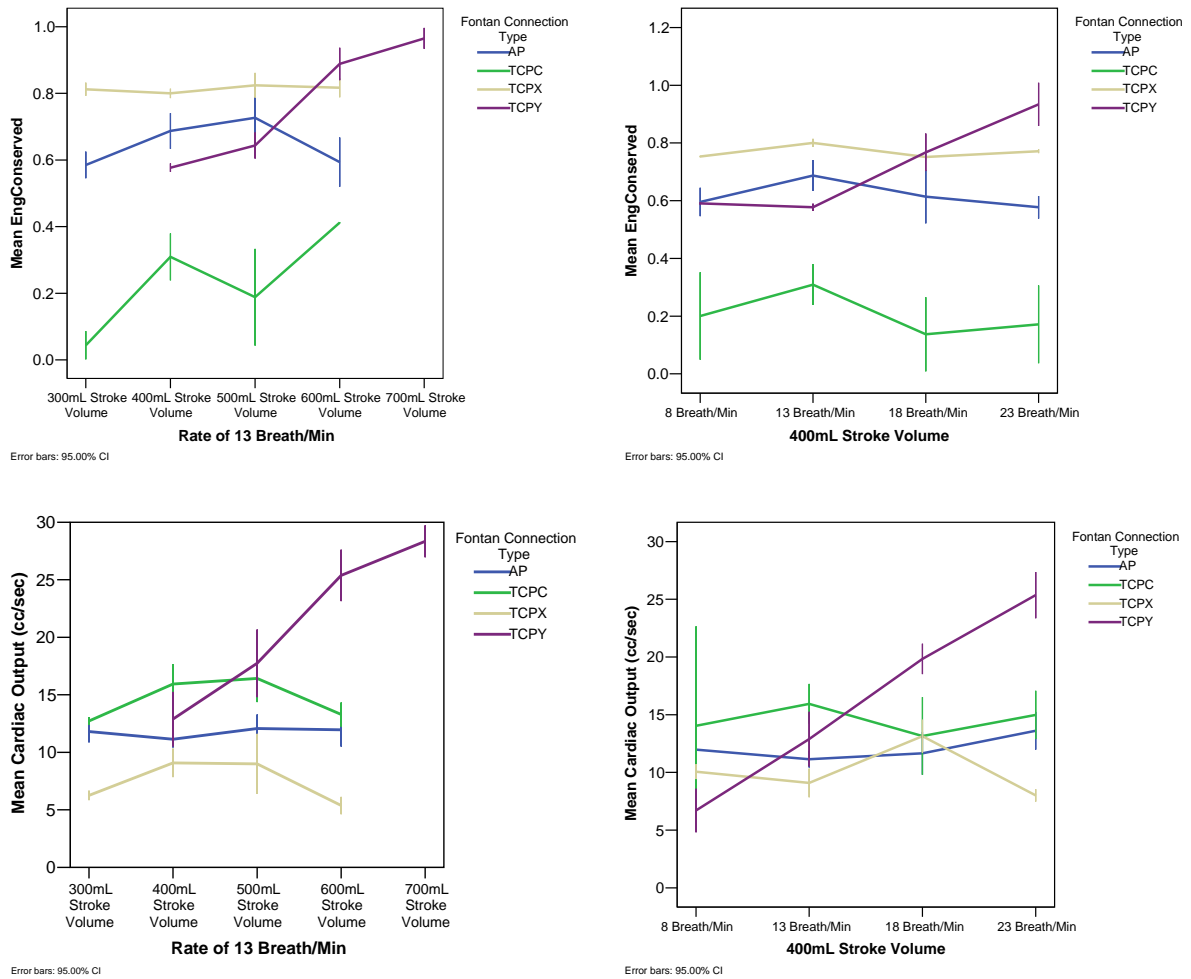 Fontan Connection
Type
AP
TCPC
TCPX
TCPY
Mean EngConserved
1.0
0.8
0.6
0.4
0.2
0.0
300mL Stroke Volume
400mL Stroke Volume
500mL Stroke Volume
600mL Stroke Volume
700mL Stroke Volume
Rate of 13 Breath/Min
Error bars: 95.00% CI
Fontan Connection
Type
AP
TCPC
TCPX
TCPY
Mean EngConserved
1.2
1.0
0.8
0.6
0.4
0.2
0.0
8 Breath/Min 13 Breath/Min 18 Breath/Min 23 Breath/Min
400mL Stroke Volume
Error bars: 95.00% CI
Fontan Connection
Type
AP
TCPC
TCPX
TCPY
Mean Cardiac Output (cc/sec)
30
25
20
15
10
5
0
300mL Stroke Volume
400mL Stroke Volume
500mL Stroke Volume
600mL Stroke Volume
700mL Stroke Volume
Rate of 13 Breath/Min
Error bars: 95.00% CI
Fontan Connection
Type
AP
TCPC
TCPX
TCPY
Mean Cardiac Output (cc/sec)
30
25
20
15
10
5
0
8 Breath/Min 13 Breath/Min 18 Breath/Min 23 Breath/Min
400mL Stroke Volume
Error bars: 95.00% CI